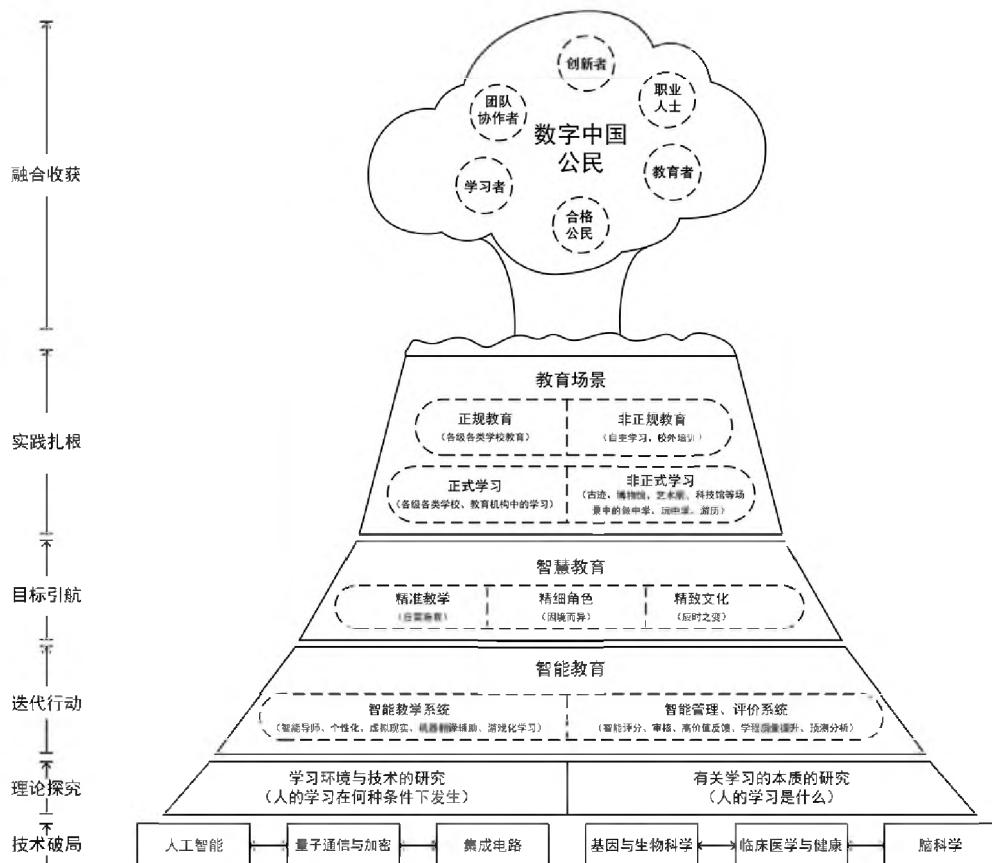 创新者
职业
人士
团队
协作者
数字中国
公民
融合收获
学习者
教育者
合格
公民
教育场景
正规教育
非正规教育
(各级各类学校教育)
(自主学习、校外培训)
实践扎根
正式学习
非正式学习
(各级各类学校、教育机构中的学习)
(古迹、博物馆、艺术展、科技馆等场
景中的做中学、玩中学、游历)
智慧教育
目标引航
精准教学
精细角色
精致文化
(因境而异)
(应时之变)
智能教育
迭代行动
智能教学系统
智能管理、评价系统
(智能导师、个性化、虚拟现实、辅助、游戏化学习)
(智能评分、审核、高价值反馈、提升、预测分析)
理论探究
学习环境与技术的研究
有关学习的本质的研究
(人的学习在何种条件下发生)
(人的学习是什么)
技术破局
人工智能
量子通信与加密
集成电路
基因与生物科学
临床医学与健康
脑科学